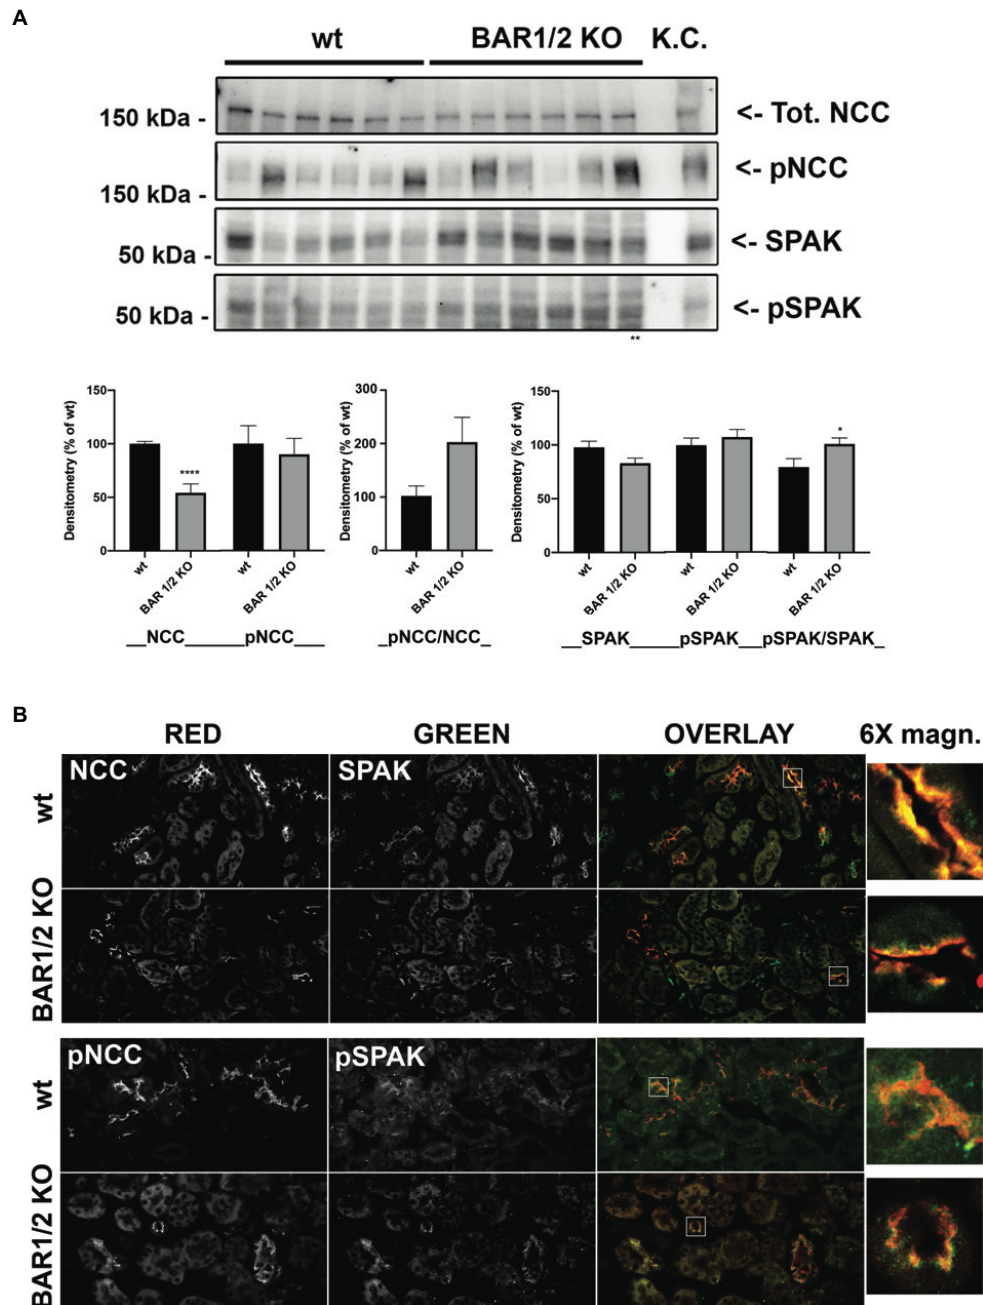 A
wt BAR1/2 KO K.C.
150 kDa - <- Tot. NCC
150 kDa - <- pNCC
50 kDa - <- SPAK
50 kDa - <- pSPAK
**
Densitometry (% of wt)
150
100
50
0
****
wt
BAR 1/2 KO
wt
BAR 1/2 KO
__NCC______pNCC___
Densitometry (% of wt)
300
200
100
0
wt
BAR 1/2 KO
_pNCC/NCC_
Densitometry (% of wt)
150
100
50
0
*
wt
BAR 1/2 KO
wt
BAR 1/2 KO
wt
BAR 1/2 KO
__SPAK_____pSPAK___pSPAK/SPAK_
B
RED GREEN OVERLAY 6X magn.
wt
NCC SPAK
BAR1/2 KO
wt
pNCC pSPAK
BAR1/2 KO